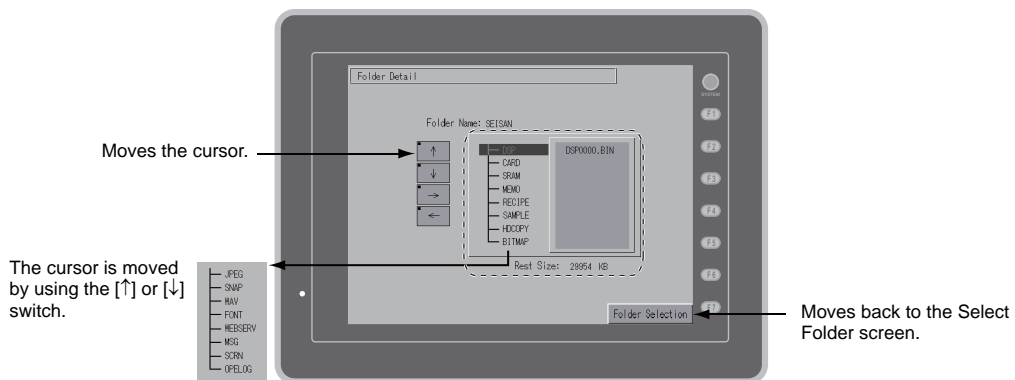 Folder Detail
SYSTEM
F1
Folder Name: SEISAN
Moves the cursor.
↑
DSP
DSP0000.BIN
F2
CARD
↓
SRAM
F3
MEMO
→
RECIPE
←
SAMPLE
F4
HDCOPY
BITMAP
F5
The cursor is moved
by using the [↑] or [↓]
switch.
Rest Size: 29954 KB
F6
JPEG
SNAP
WAV
FONT
WEBSERV
MSG
SCRN
OPELOG
Folder Selection
F7
Moves back to the Select
Folder screen.